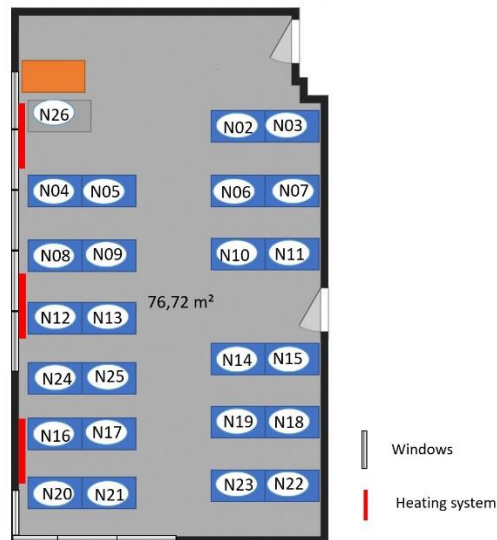 N26
N02 N03
N04 N05 N06 N07
N08 N09 N10 N11
76,72 m²
N12 N13
N14 N15
N24 N25
N19 N18
N16 N17
N23 N22
N20 N21
Windows
Heating system